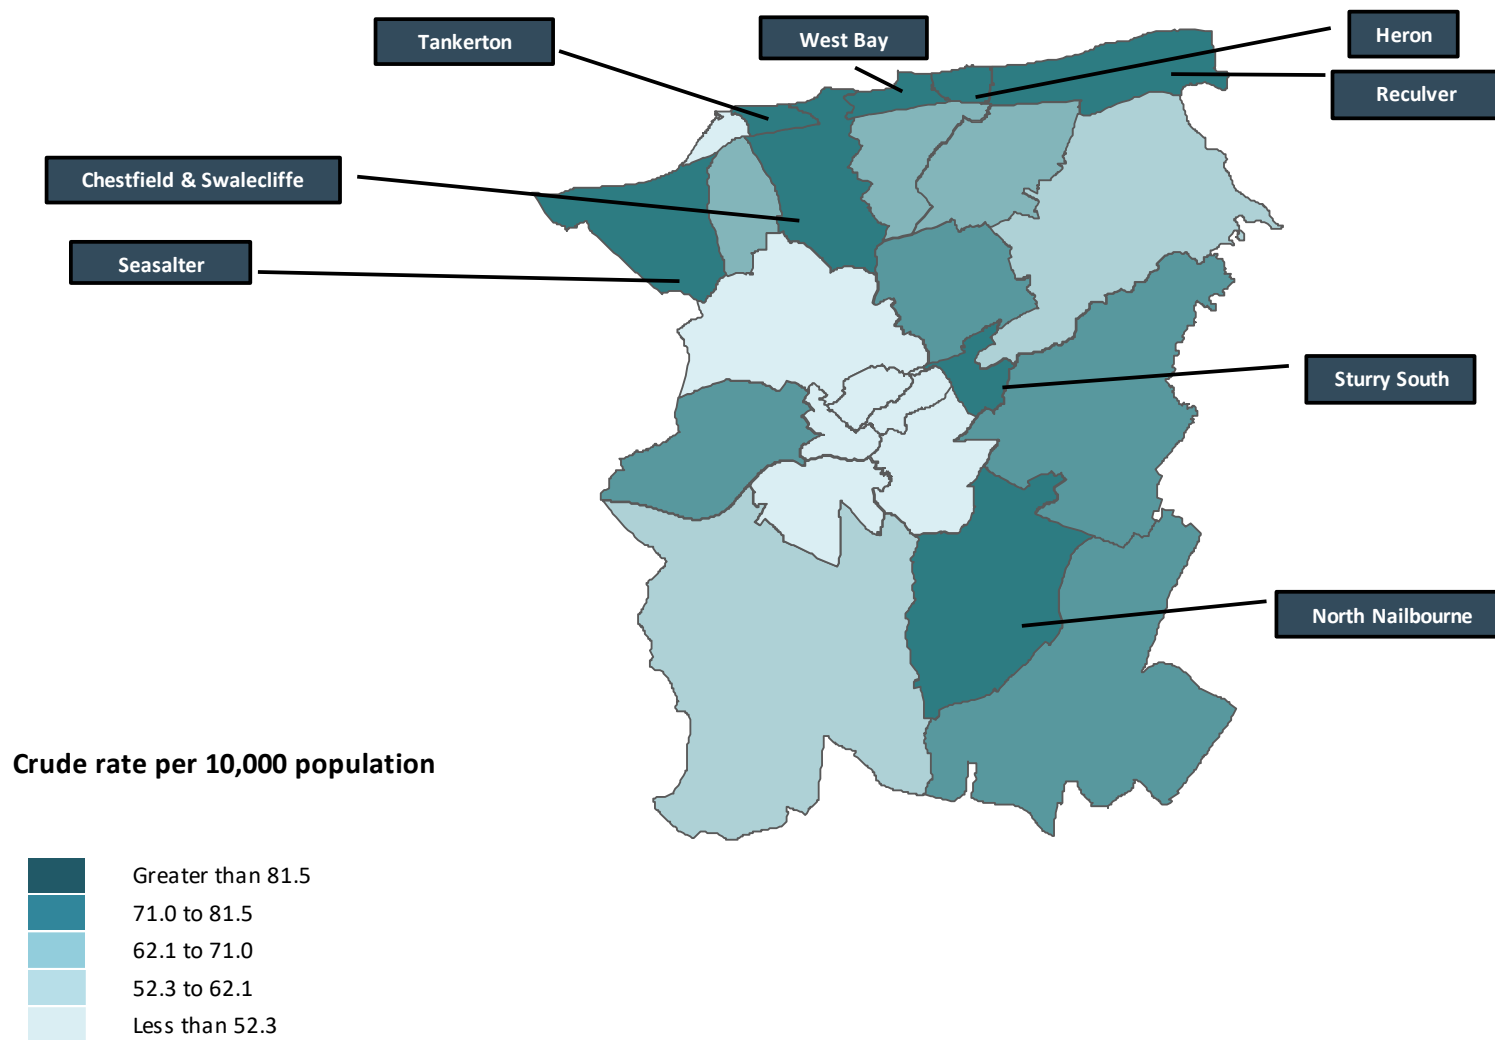 Tankerton
West Bay
Heron
Reculver
Chestfield & Swalecliffe
Seasalter
Sturry South
North Nailbourne
Crude rate per 10,000 population
Greater than 81.5
71.0 to 81.5
62.1 to 71.0
52.3 to 62.1
Less than 52.3